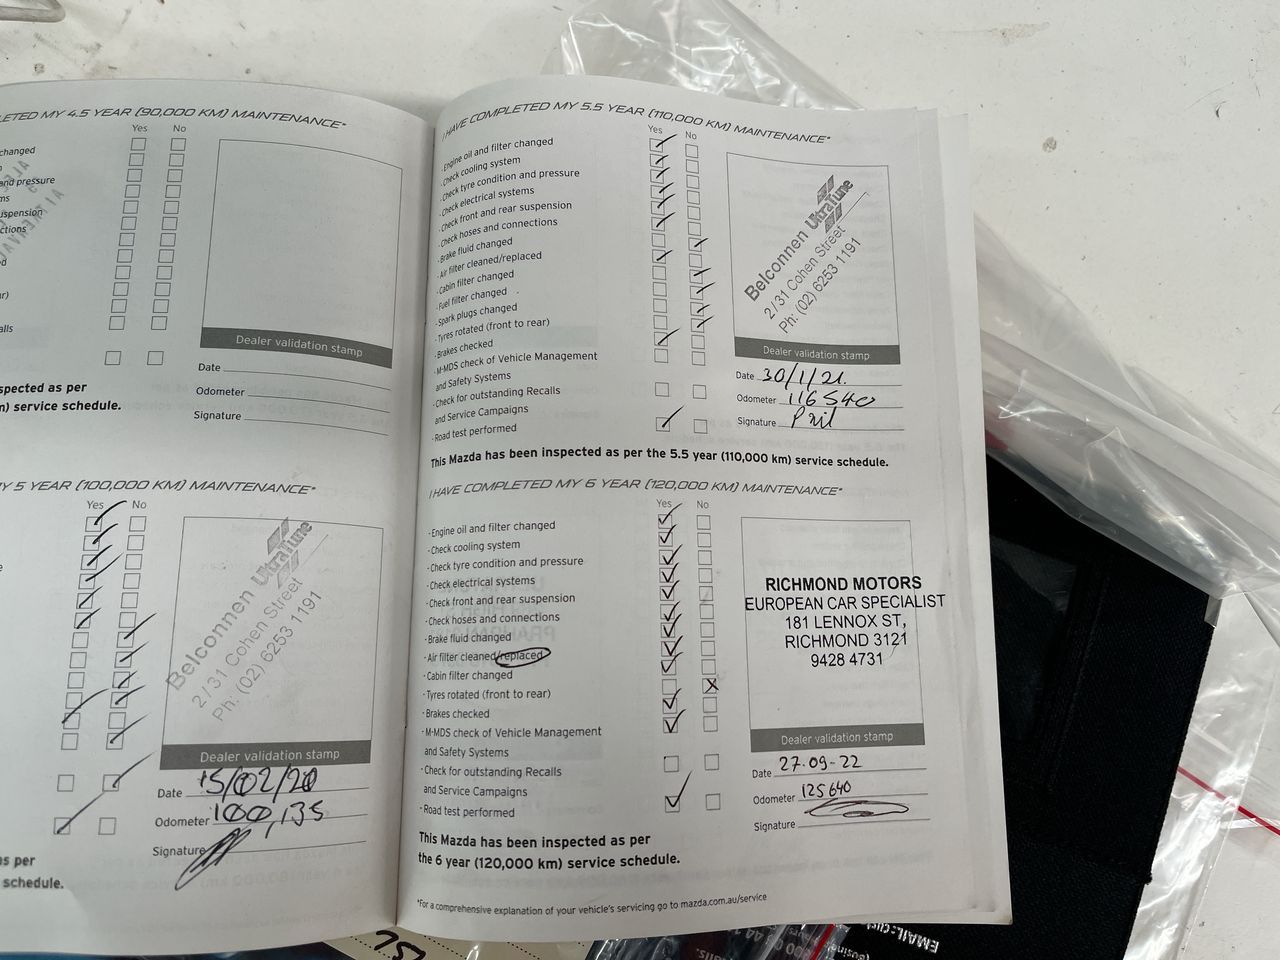 LETED MY 4.5 YEAR (90,000 KM) MAINTENANCE*
Yes No
changed
and pressure
ms
uspension
ctions
ed
ar)
alls
Dealer validation stamp
Date
Odometer
Signature
spected as per
m) service schedule.
Y 5 YEAR (100,000 KM) MAINTENANCE*
Yes No
Belconnen UltraTune
2/31 Cohen Street
Ph: (02) 6253 1191
Dealer validation stamp
Date 15/02/20
Odometer 100,135
Signature
as per
schedule.
I HAVE COMPLETED MY 5.5 YEAR (110,000 KM) MAINTENANCE*
Yes No
· Engine oil and filter changed
· Check cooling system
· Check tyre condition and pressure
· Check electrical systems
· Check front and rear suspension
· Check hoses and connections
· Brake fluid changed
· Air filter cleaned/replaced
· Cabin filter changed
· Fuel filter changed
· Spark plugs changed
· Tyres rotated (front to rear)
· Brakes checked
· M-MDS check of Vehicle Management
and Safety Systems
· Check for outstanding Recalls
and Service Campaigns
· Road test performed
Belconnen UltraTune
2/31 Cohen Street
Ph: (02) 6253 1191
Dealer validation stamp
Date 30/1/21.
Odometer 116540
Signature
This Mazda has been inspected as per the 5.5 year (110,000 km) service schedule.
I HAVE COMPLETED MY 6 YEAR (120,000 KM) MAINTENANCE*
Yes No
· Engine oil and filter changed
· Check cooling system
· Check tyre condition and pressure
· Check electrical systems
· Check front and rear suspension
· Check hoses and connections
· Brake fluid changed
· Air filter cleaned/replaced
· Cabin filter changed
· Tyres rotated (front to rear)
· Brakes checked
· M-MDS check of Vehicle Management
and Safety Systems
· Check for outstanding Recalls
and Service Campaigns
· Road test performed
RICHMOND MOTORS
EUROPEAN CAR SPECIALIST
181 LENNOX ST,
RICHMOND 3121
9428 4731
Dealer validation stamp
Date 27-09-22
Odometer 125640
Signature
This Mazda has been inspected as per
the 6 year (120,000 km) service schedule.
*For a comprehensive explanation of your vehicle's servicing go to mazda.com.au/service